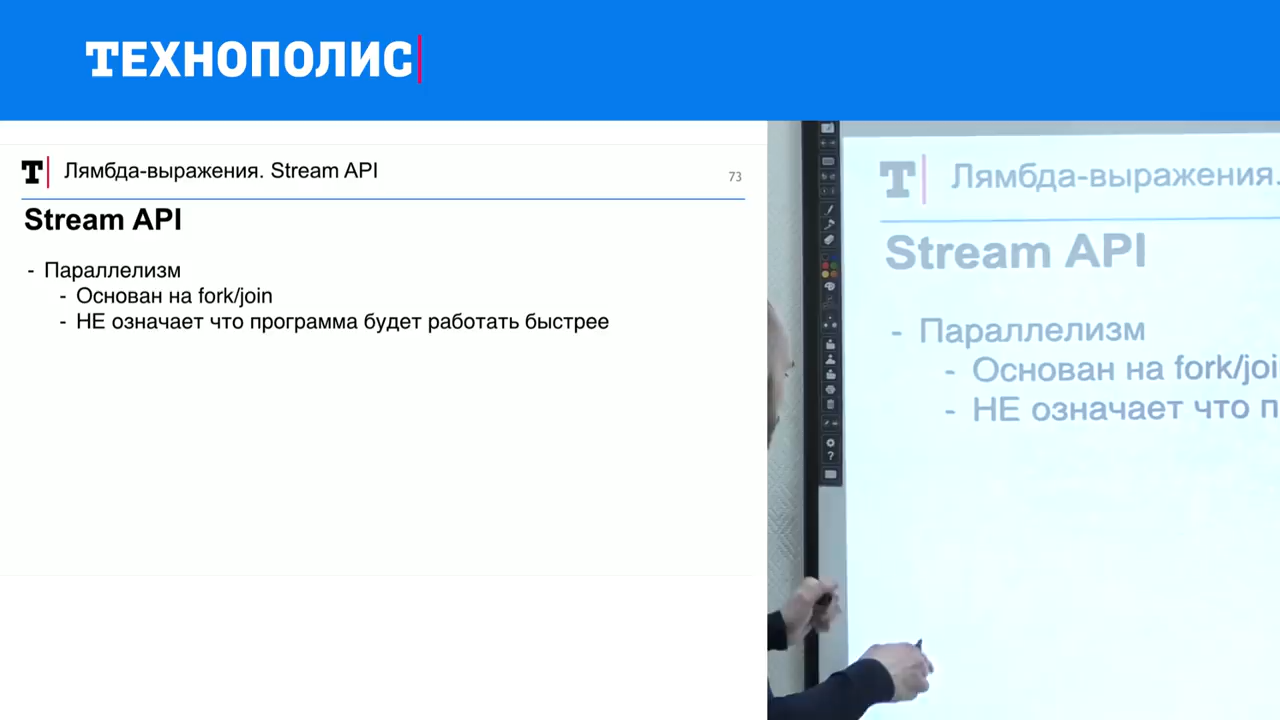 ТЕХНОПОЛИС
T Лямбда-выражения. Stream API
73
Stream API
- Параллелизм
- Основан на fork/join
- НЕ означает что программа будет работать быстрее
T Лямбда-выражения.
Stream API
- Параллелизм
- Основан на fork/joi
- НЕ означает что п
?